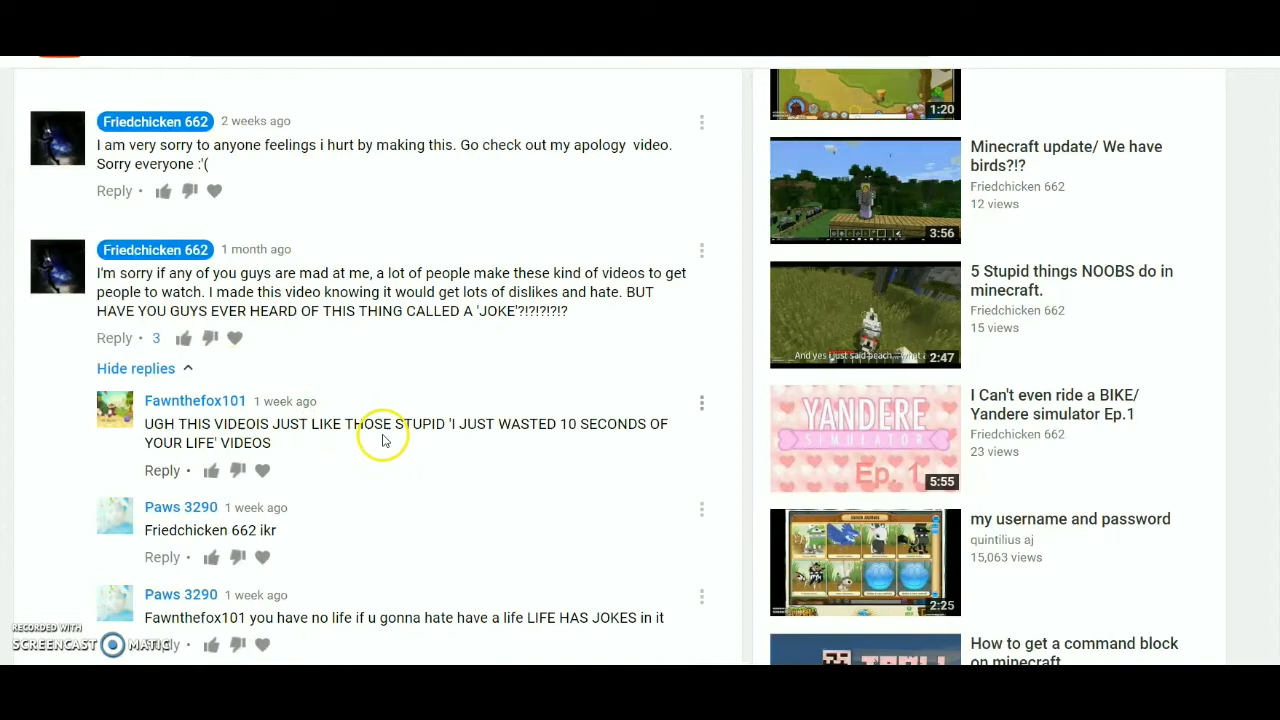 Friedchicken 662 2 weeks ago
I am very sorry to anyone feelings i hurt by making this. Go check out my apology video.
Sorry everyone :'(
Reply •
Friedchicken 662 1 month ago
I'm sorry if any of you guys are mad at me, a lot of people make these kind of videos to get
people to watch. I made this video knowing it would get lots of dislikes and hate. BUT
HAVE YOU GUYS EVER HEARD OF THIS THING CALLED A 'JOKE'?!?!?!?!?
Reply • 3
Hide replies
Fawnthefox101 1 week ago
UGH THIS VIDEOIS JUST LIKE THOSE STUPID 'I JUST WASTED 10 SECONDS OF
YOUR LIFE' VIDEOS
Reply •
Paws 3290 1 week ago
Friedchicken 662 ikr
Reply •
Paws 3290 1 week ago
Fawnthefox101 you have no life if u gonna hate have a life LIFE HAS JOKES in it
RECORDED WITH
SCREENCAST MATIC
1:20
Minecraft update/ We have
birds?!?
Friedchicken 662
12 views
3:56
5 Stupid things NOOBS do in
minecraft.
Friedchicken 662
15 views
And yes i just said peach
2:47
I Can't even ride a BIKE/
Yandere simulator Ep.1
Friedchicken 662
23 views
YANDERE
SIMULATOR
Ep. 1
5:55
my username and password
quintilius aj
15,063 views
2:25
How to get a command block
on minecraft